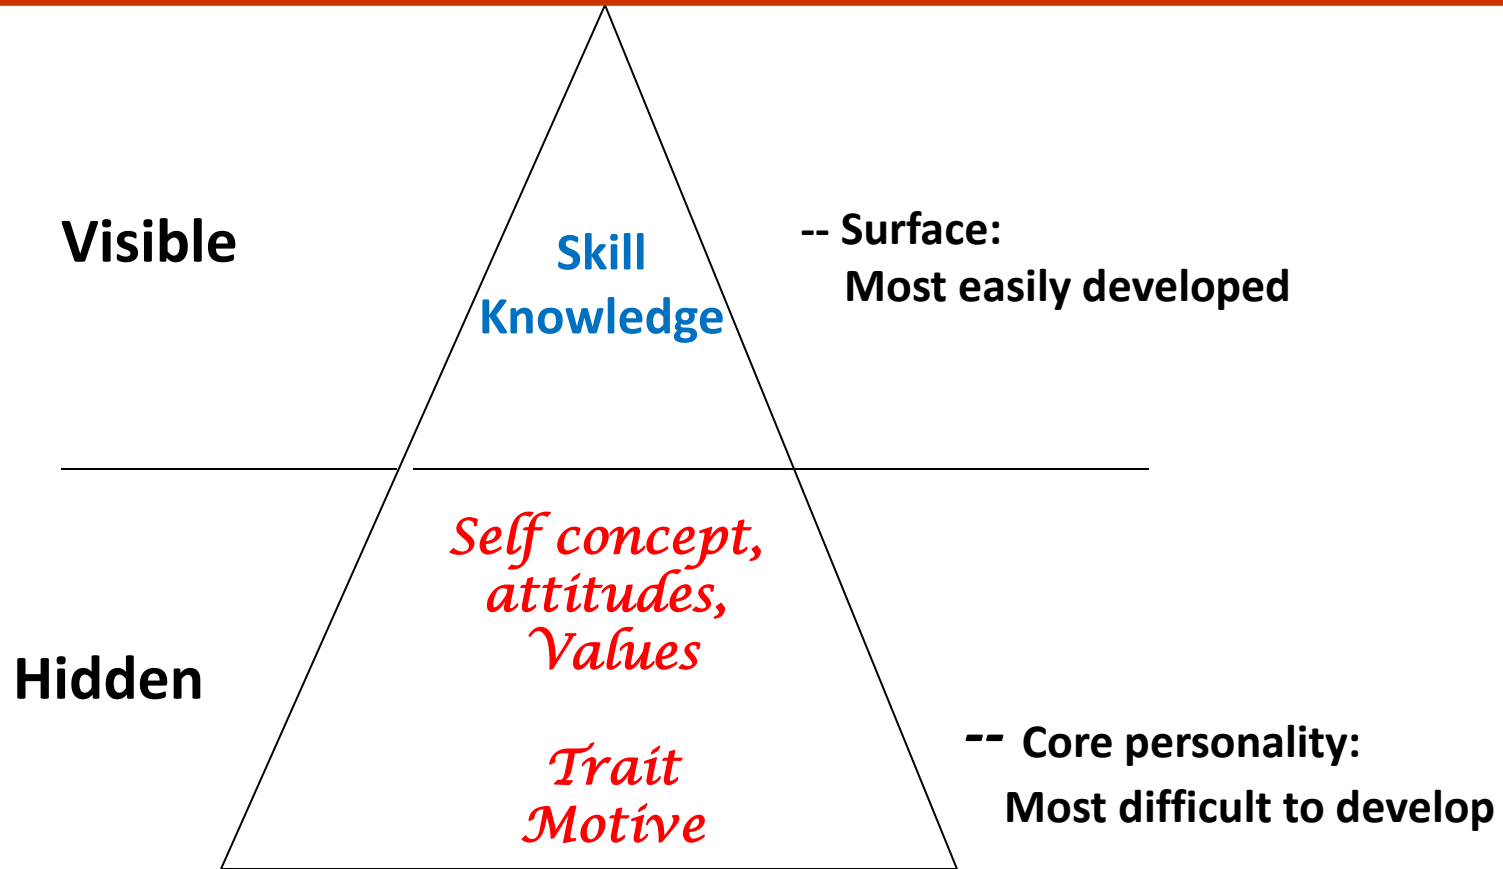 Visible
Skill
Knowledge
-- Surface:
Most easily developed
Self concept,
attitudes,
Values
Hidden
Trait
Motive
-- Core personality:
Most difficult to develop